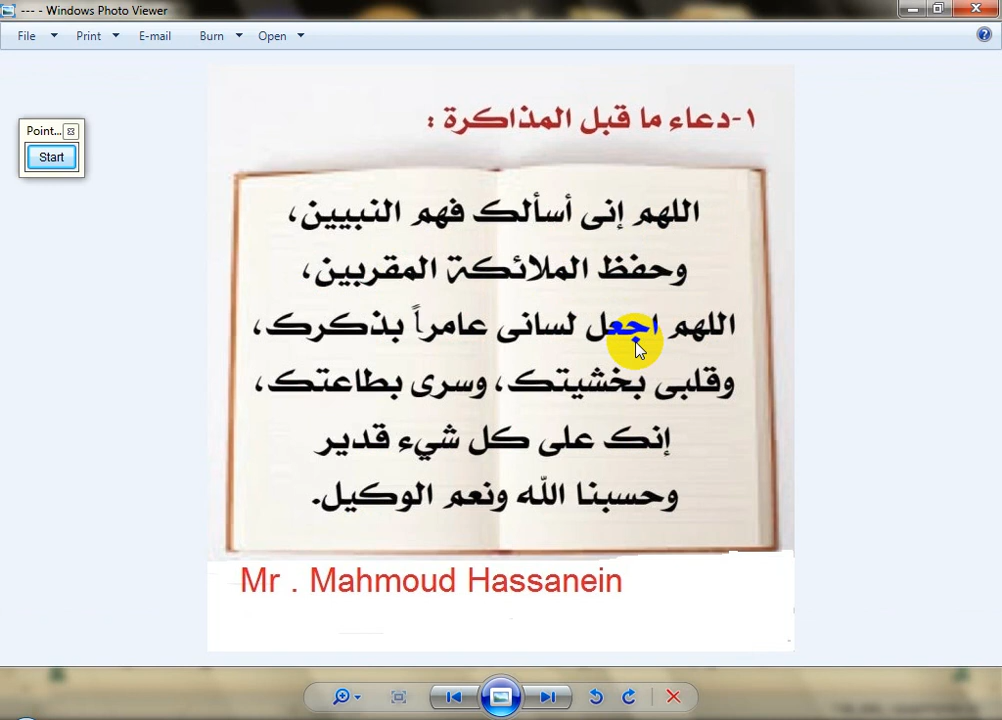 --- - Windows Photo Viewer
File Print E-mail Burn Open
Point...
Start
١-دعاء ما قبل المذاكرة :
اللهم إنى أسألك فهم النبيين،
وحفظ الملائكة المقربين،
اللهم اجعل لسانى عامراً بذكرك،
وقلبى بخشيتك، وسرى بطاعتك،
إنك على كل شيء قدير
وحسبنا الله ونعم الوكيل.
Mr . Mahmoud Hassanein